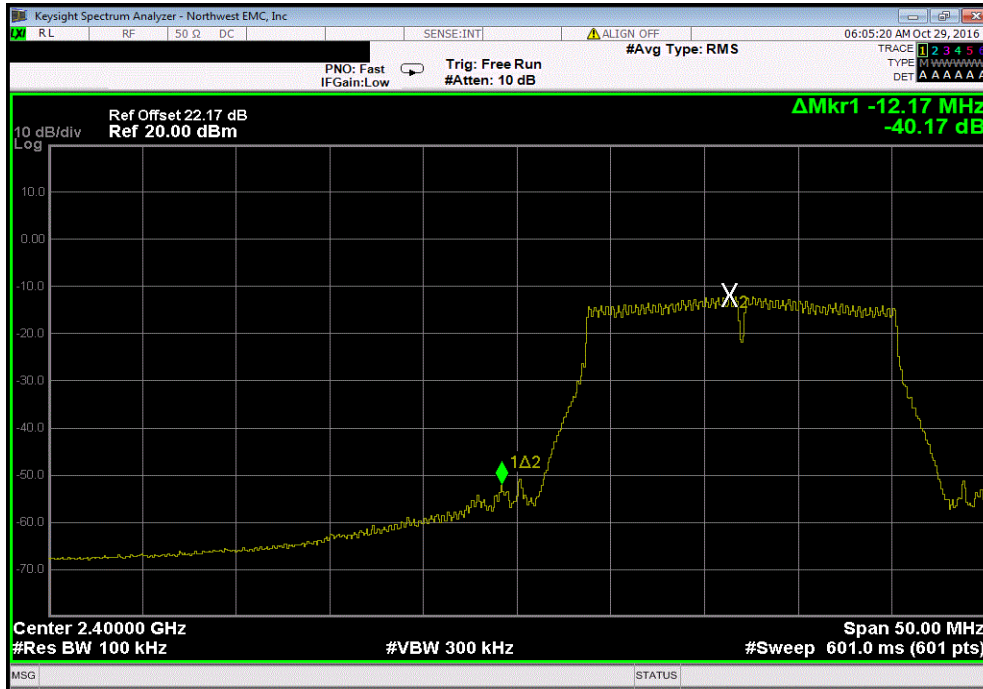 Keysight Spectrum Analyzer - Northwest EMC, Inc
LXI RL RF 50 Ω DC SENSE:INT ALIGN OFF 06:05:20 AM Oct 29, 2016
#Avg Type: RMS
TRACE 1 2 3 4 5 6
PNO: Fast Trig: Free Run TYPE M WWWWW
IFGain:Low #Atten: 10 dB DET A A A A A A
ΔMkr1 -12.17 MHz
-40.17 dB
Ref Offset 22.17 dB
10 dB/div Ref 20.00 dBm
Log
10.0
0.00
-10.0
X2
-20.0
-30.0
-40.0
1Δ2
-50.0
-60.0
-70.0
Center 2.40000 GHz Span 50.00 MHz
#Res BW 100 kHz #VBW 300 kHz #Sweep 601.0 ms (601 pts)
MSG STATUS